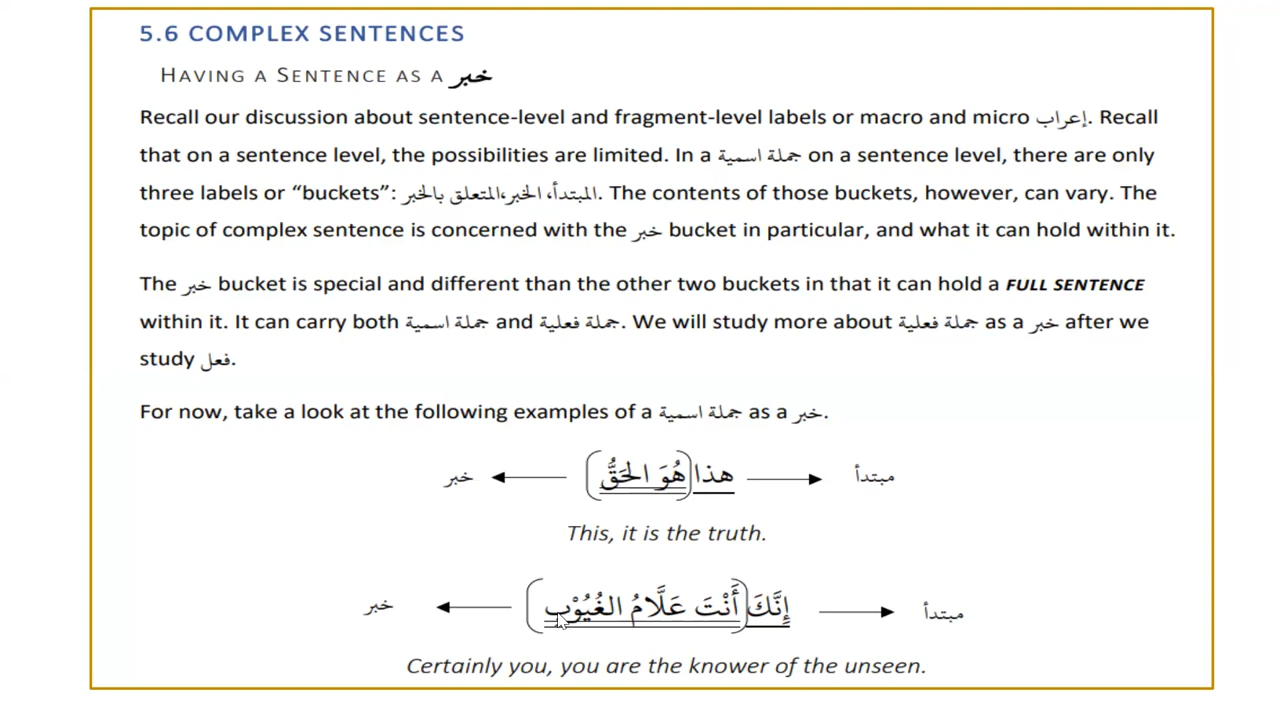 5.6 COMPLEX SENTENCES
HAVING A SENTENCE AS A خبر
Recall our discussion about sentence-level and fragment-level labels or macro and micro إعراب. Recall
that on a sentence level, the possibilities are limited. In a جملة اسمية on a sentence level, there are only
three labels or “buckets”: المبتدأ، الخبر، المتعلق بالخبر. The contents of those buckets, however, can vary. The
topic of complex sentence is concerned with the خبر bucket in particular, and what it can hold within it.
The خبر bucket is special and different than the other two buckets in that it can hold a FULL SENTENCE
within it. It can carry both جملة اسمية and جملة فعلية. We will study more about جملة فعلية as a خبر after we
study فعل.
For now, take a look at the following examples of a جملة اسمية as a خبر.
مبتدأ هذا (هُوَ الحَقُّ) خبر
This, it is the truth.
مبتدأ إِنَّكَ (أَنْتَ عَلَّامُ الغُيُوْبِ) خبر
Certainly you, you are the knower of the unseen.